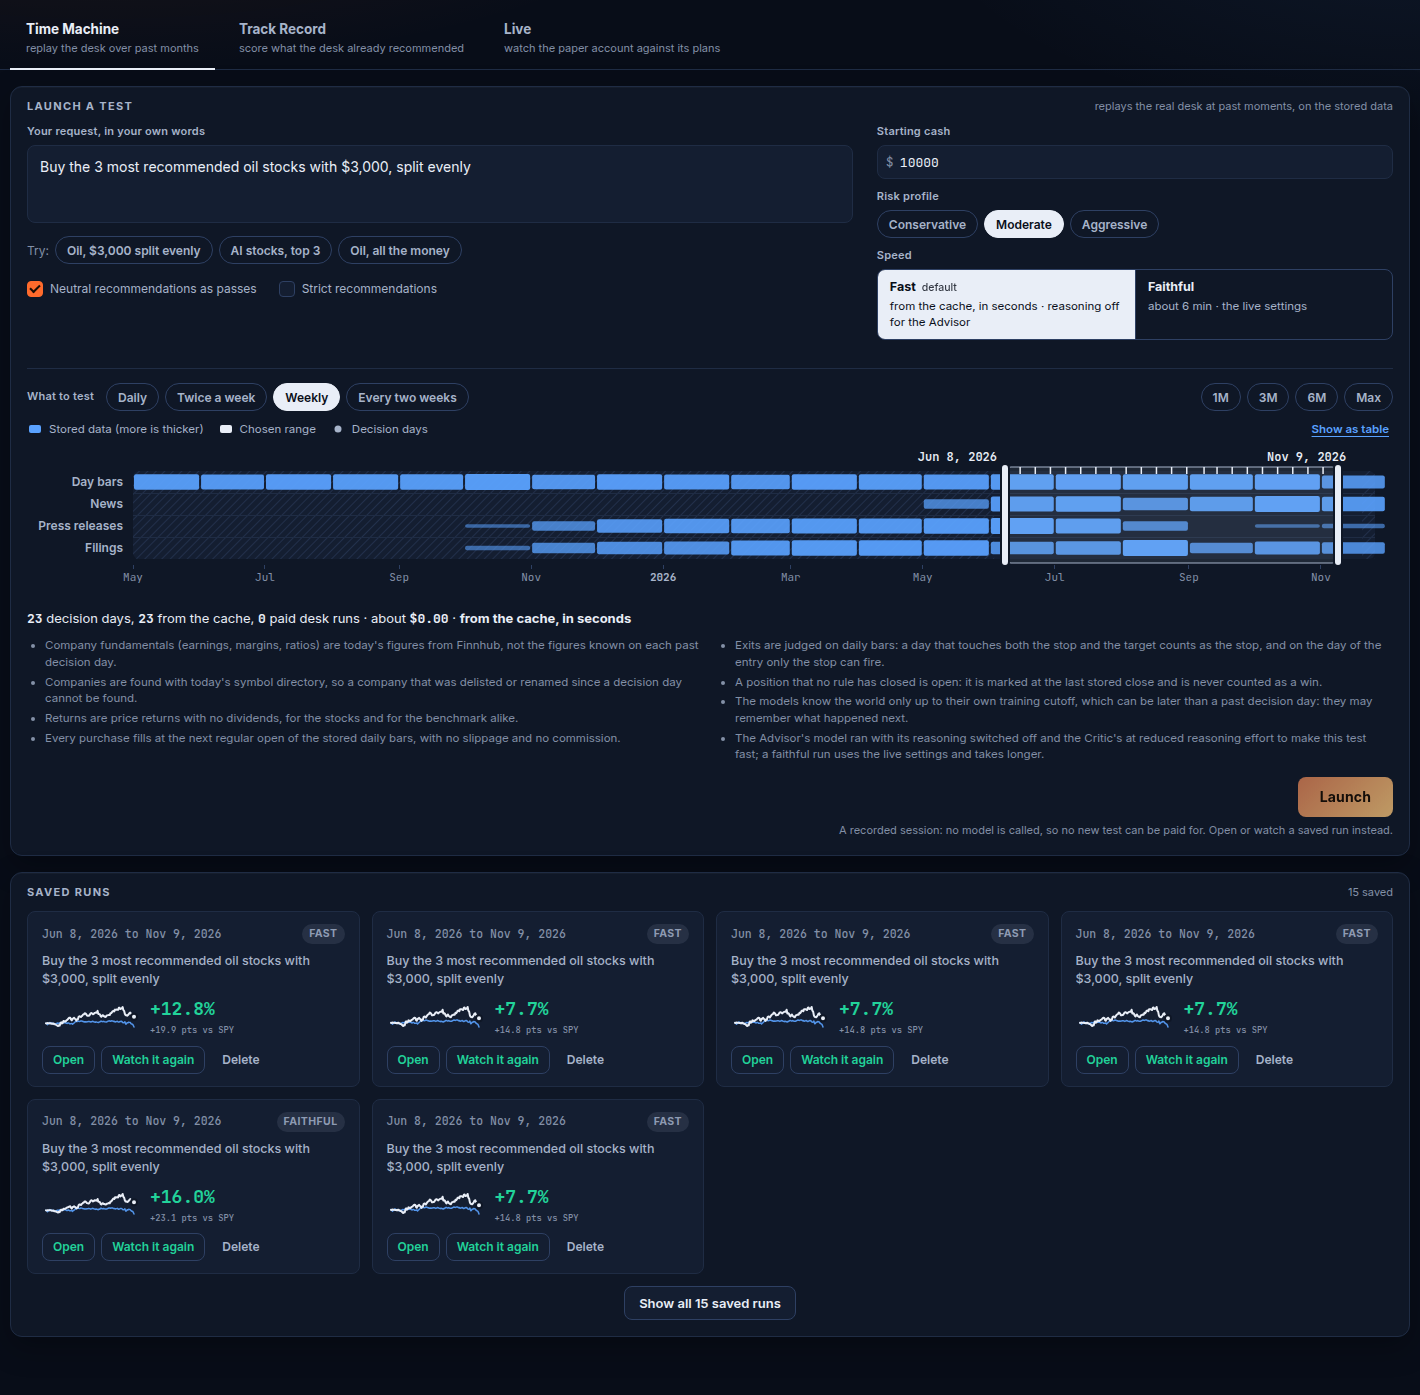 Time Machine
replay the desk over past months
Track Record
score what the desk already recommended
Live
watch the paper account against its plans
LAUNCH A TEST
replays the real desk at past moments, on the stored data
Your request, in your own words
Buy the 3 most recommended oil stocks with $3,000, split evenly
Try:
Oil, $3,000 split evenly
AI stocks, top 3
Oil, all the money
Neutral recommendations as passes
Strict recommendations
Starting cash
$ 10000
Risk profile
Conservative
Moderate
Aggressive
Speed
Fast default
from the cache, in seconds · reasoning off
for the Advisor
Faithful
about 6 min · the live settings
What to test
Daily
Twice a week
Weekly
Every two weeks
1M
3M
6M
Max
Stored data (more is thicker)
Chosen range
Decision days
Show as table
Jun 8, 2026
Nov 9, 2026
Day bars
News
Press releases
Filings
May
Jul
Sep
Nov
2026
Mar
May
Jul
Sep
Nov
23 decision days, 23 from the cache, 0 paid desk runs · about $0.00 · from the cache, in seconds
• Company fundamentals (earnings, margins, ratios) are today's figures from Finnhub, not the figures known on each past
decision day.
• Companies are found with today's symbol directory, so a company that was delisted or renamed since a decision day
cannot be found.
• Returns are price returns with no dividends, for the stocks and for the benchmark alike.
• Every purchase fills at the next regular open of the stored daily bars, with no slippage and no commission.
• Exits are judged on daily bars: a day that touches both the stop and the target counts as the stop, and on the day of the
entry only the stop can fire.
• A position that no rule has closed is open: it is marked at the last stored close and is never counted as a win.
• The models know the world only up to their own training cutoff, which can be later than a past decision day: they may
remember what happened next.
• The Advisor's model ran with its reasoning switched off and the Critic's at reduced reasoning effort to make this test
fast; a faithful run uses the live settings and takes longer.
Launch
A recorded session: no model is called, so no new test can be paid for. Open or watch a saved run instead.
SAVED RUNS
15 saved
Jun 8, 2026 to Nov 9, 2026
FAST
Buy the 3 most recommended oil stocks with
$3,000, split evenly
+12.8%
+19.9 pts vs SPY
Open
Watch it again
Delete
Jun 8, 2026 to Nov 9, 2026
FAST
Buy the 3 most recommended oil stocks with
$3,000, split evenly
+7.7%
+14.8 pts vs SPY
Open
Watch it again
Delete
Jun 8, 2026 to Nov 9, 2026
FAST
Buy the 3 most recommended oil stocks with
$3,000, split evenly
+7.7%
+14.8 pts vs SPY
Open
Watch it again
Delete
Jun 8, 2026 to Nov 9, 2026
FAST
Buy the 3 most recommended oil stocks with
$3,000, split evenly
+7.7%
+14.8 pts vs SPY
Open
Watch it again
Delete
Jun 8, 2026 to Nov 9, 2026
FAITHFUL
Buy the 3 most recommended oil stocks with
$3,000, split evenly
+16.0%
+23.1 pts vs SPY
Open
Watch it again
Delete
Jun 8, 2026 to Nov 9, 2026
FAST
Buy the 3 most recommended oil stocks with
$3,000, split evenly
+7.7%
+14.8 pts vs SPY
Open
Watch it again
Delete
Show all 15 saved runs